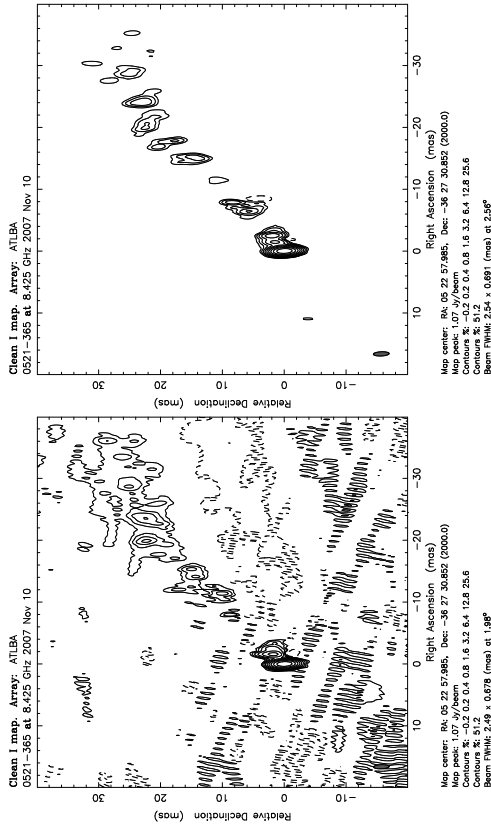 Clean I map. Array: ATLBA
0521-365 at 8.425 GHz 2007 Nov 10
Relative Declination (mas)
30
20
10
0
-10
10
0
-10
-20
-30
Right Ascension (mas)
Map center: RA: 05 22 57.985, Dec: -36 27 30.852 (2000.0)
Map peak: 1.07 Jy/beam
Contours %: -0.2 0.2 0.4 0.8 1.6 3.2 6.4 12.8 25.6
Contours %: 51.2
Beam FWHM: 2.49 x 0.678 (mas) at 1.98°
Clean I map. Array: ATLBA
0521-365 at 8.425 GHz 2007 Nov 10
Relative Declination (mas)
30
20
10
0
-10
10
0
-10
-20
-30
Right Ascension (mas)
Map center: RA: 05 22 57.985, Dec: -36 27 30.852 (2000.0)
Map peak: 1.07 Jy/beam
Contours %: -0.2 0.2 0.4 0.8 1.6 3.2 6.4 12.8 25.6
Contours %: 51.2
Beam FWHM: 2.54 x 0.691 (mas) at 2.56°